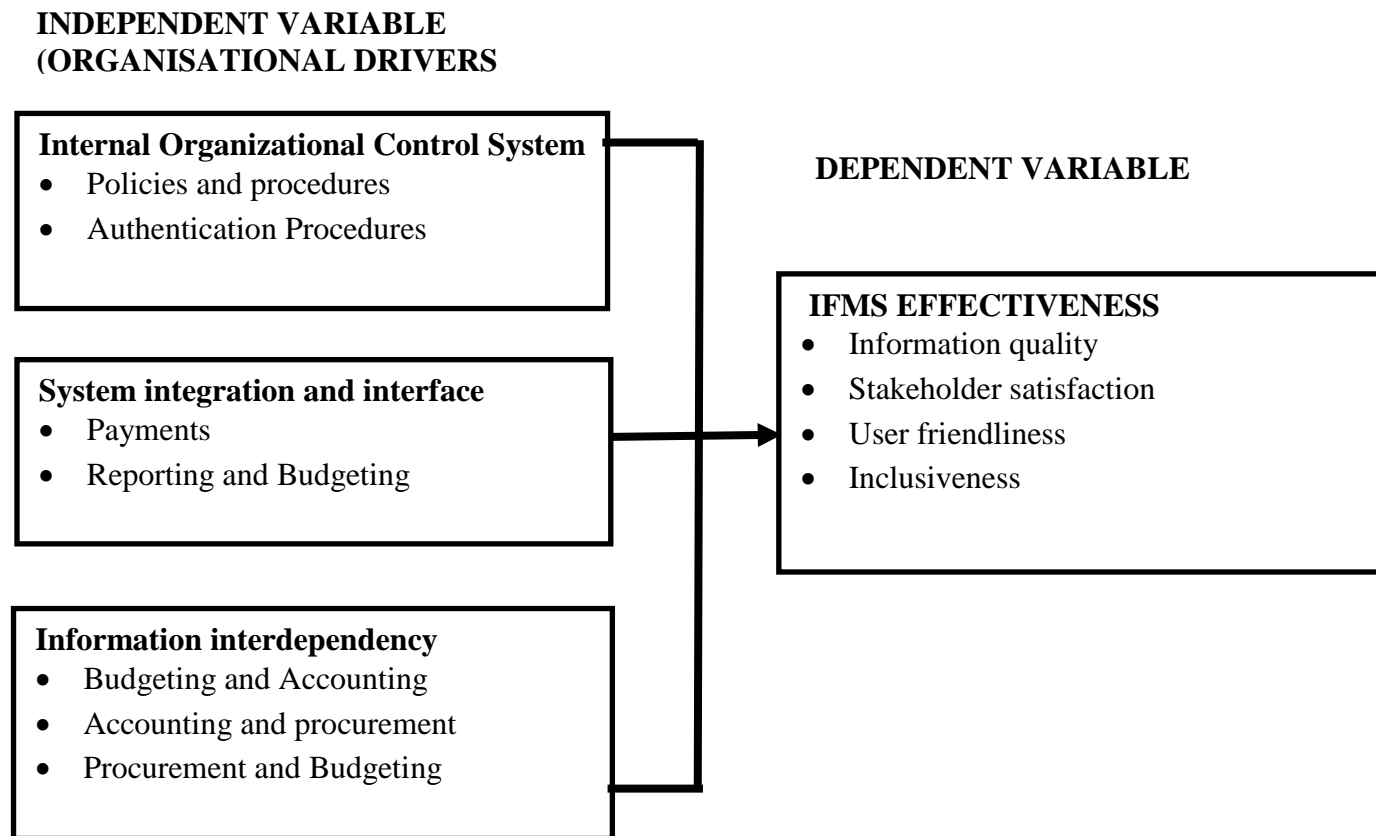 INDEPENDENT VARIABLE
(ORGANISATIONAL DRIVERS
Internal Organizational Control System
• Policies and procedures
• Authentication Procedures
System integration and interface
• Payments
• Reporting and Budgeting
Information interdependency
• Budgeting and Accounting
• Accounting and procurement
• Procurement and Budgeting
DEPENDENT VARIABLE
IFMS EFFECTIVENESS
• Information quality
• Stakeholder satisfaction
• User friendliness
• Inclusiveness